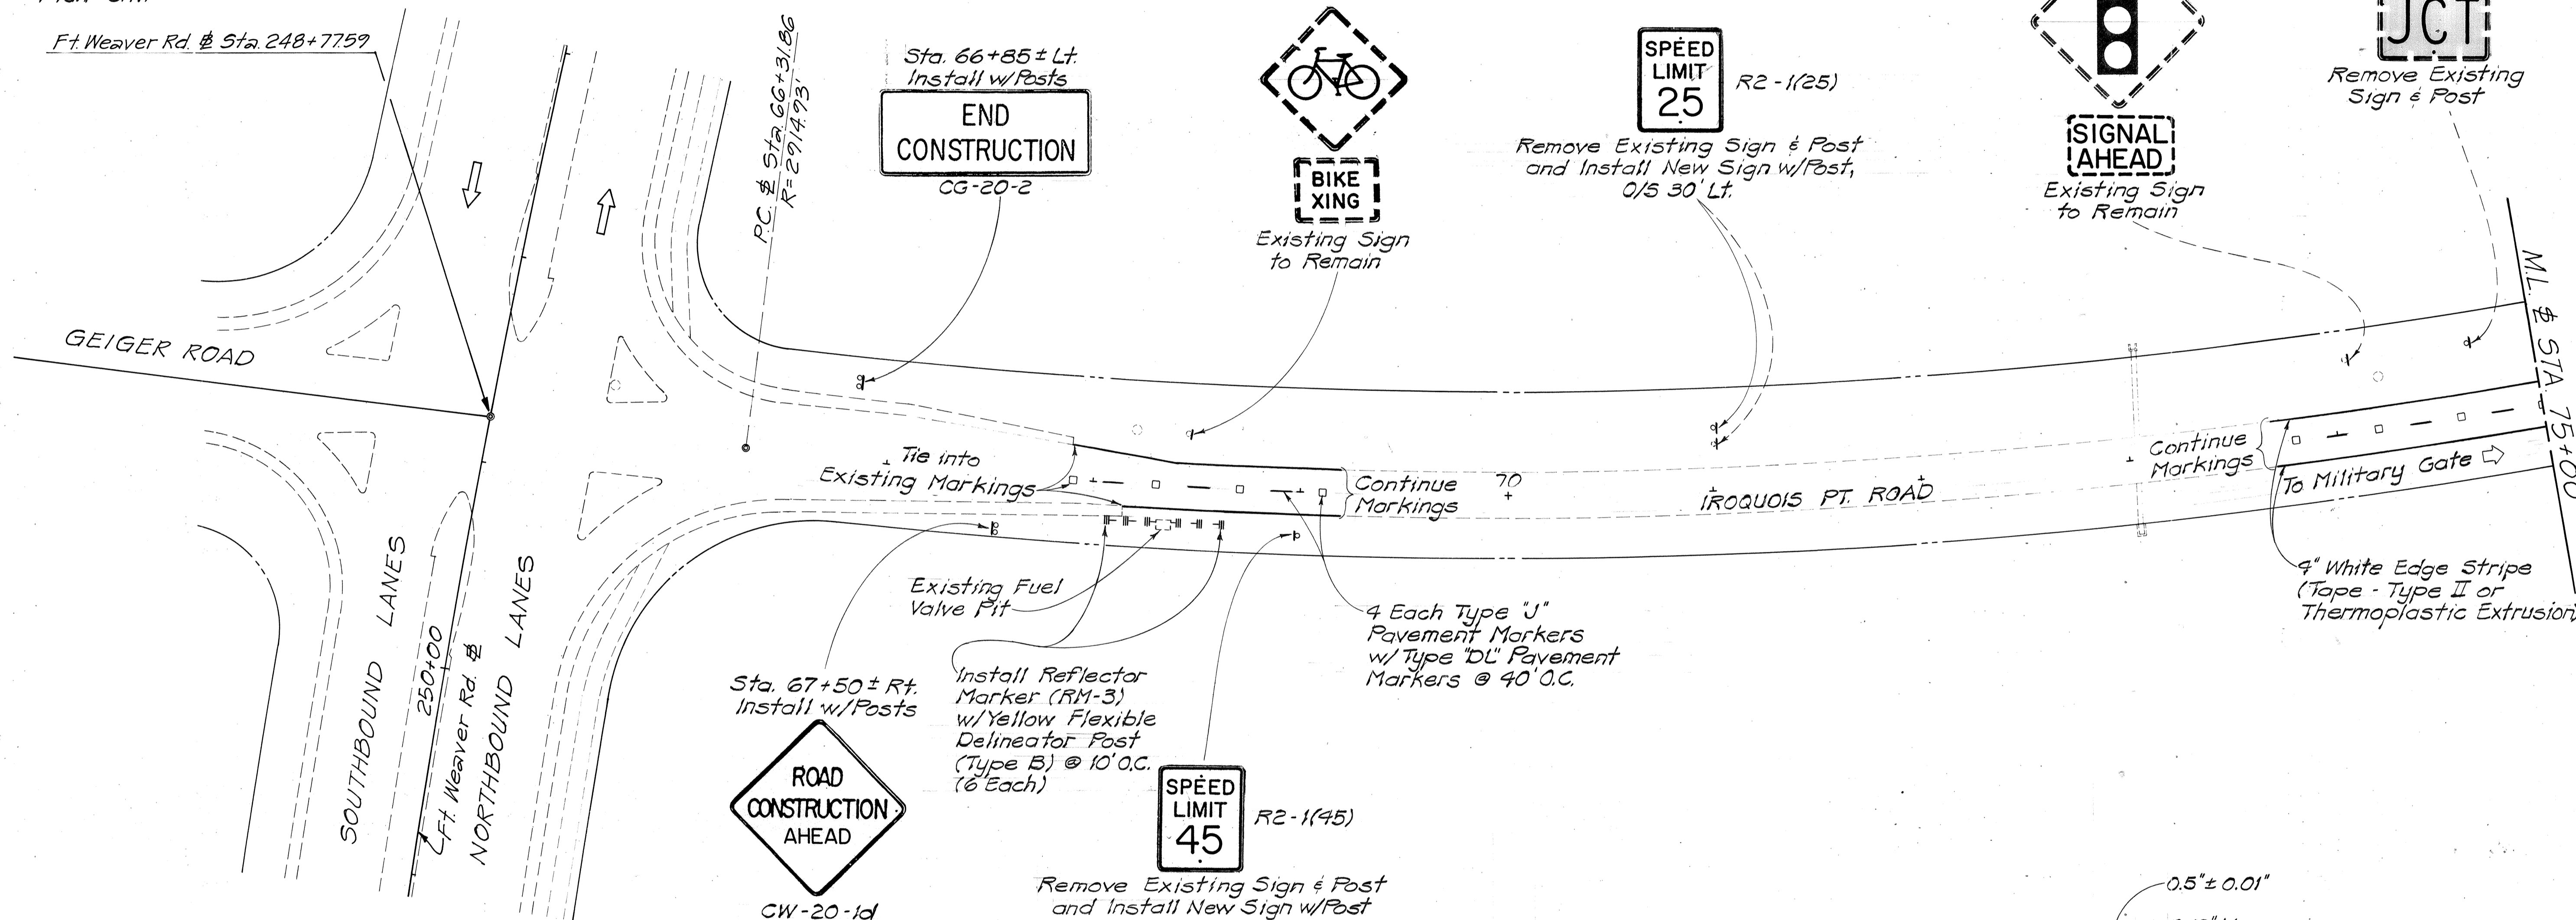 Ft. Weaver Rd. ℄ Sta. 248+77.59
GEIGER ROAD
P.C. ℄ Sta. 66+31.86
R=2914.93'
Sta. 66+85± Lt.
Install w/Posts
END
CONSTRUCTION
CG-20-2
BIKE
XING
Existing Sign
to Remain
SPEED
LIMIT
25
R2-1(25)
Remove Existing Sign & Post
and Install New Sign w/Post,
O/S 30' Lt.
SIGNAL
AHEAD
Existing Sign
to Remain
JCT
Remove Existing
Sign & Post
M.L. ℄ STA. 75+00
Tie into
Existing Markings
Continue
Markings
70
IROQUOIS PT. ROAD
Continue
Markings
To Military Gate
4" White Edge Stripe
(Tape - Type II or
Thermoplastic Extrusion)
SOUTHBOUND LANES
250+00
Ft. Weaver Rd. ℄
NORTHBOUND LANES
Existing Fuel
Valve Pit
Sta. 67+50± Rt.
Install w/Posts
ROAD
CONSTRUCTION
AHEAD
CW-20-1d
Install Reflector
Marker (RM-3)
w/Yellow Flexible
Delineator Post
(Type B) @ 10' O.C.
(6 Each)
SPEED
LIMIT
45
R2-1(45)
Remove Existing Sign & Post
and Install New Sign w/Post
4 Each Type "J"
Pavement Markers
w/ Type "DL" Pavement
Markers @ 40' O.C.
0.5"± 0.01"